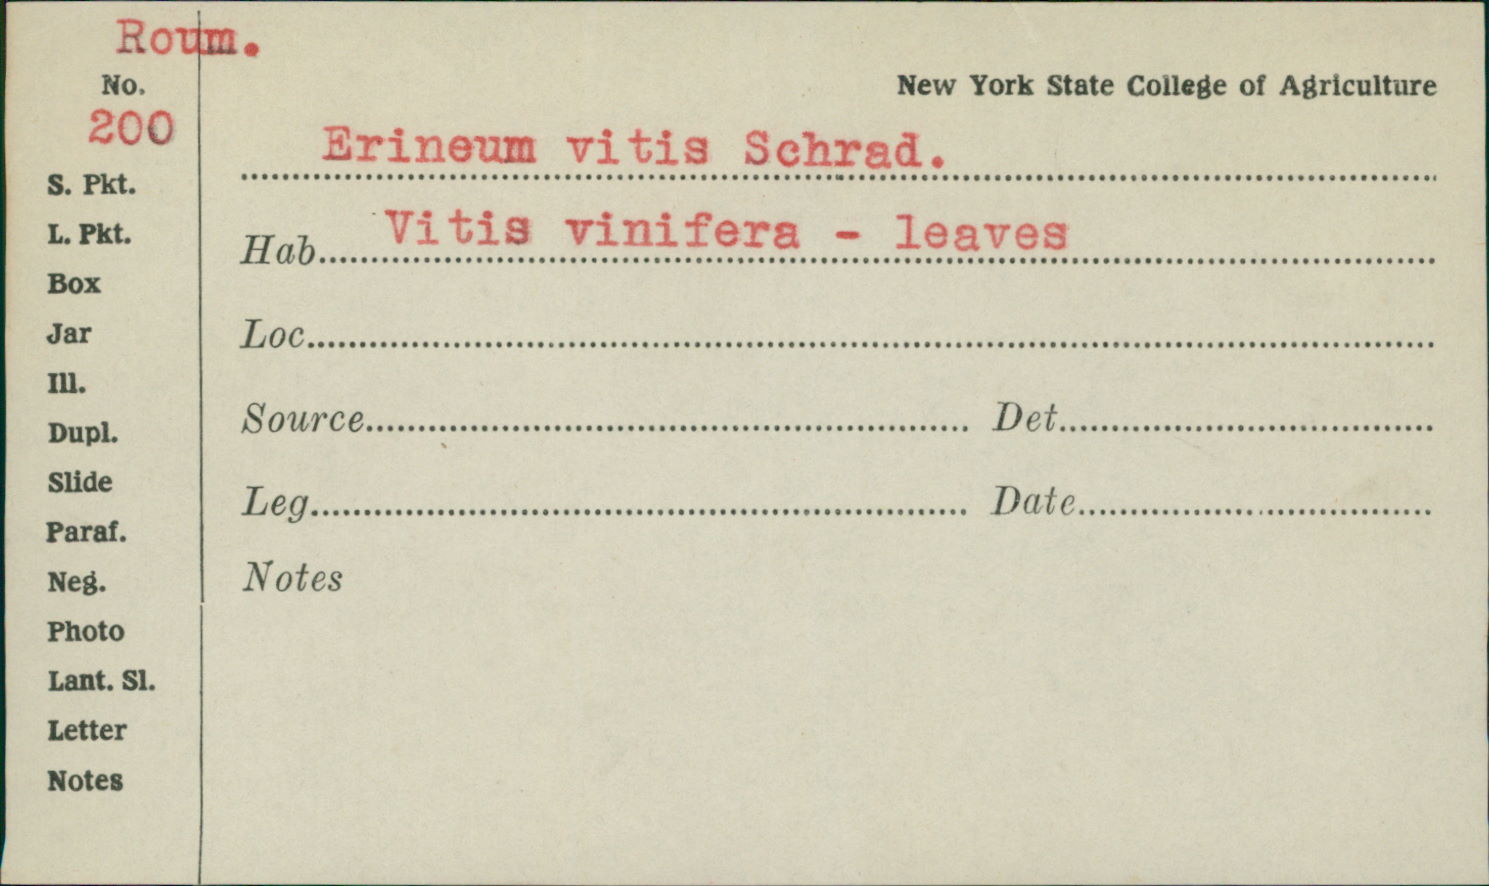 Roum.
No.
200
New York State College of Agriculture
Erineum vitis Schrad.
Hab. Vitis vinifera - leaves
Loc.
Source
Det.
Leg.
Date
Notes
S. Pkt.
L. Pkt.
Box
Jar
Ill.
Dupl.
Slide
Paraf.
Neg.
Photo
Lant. Sl.
Letter
Notes